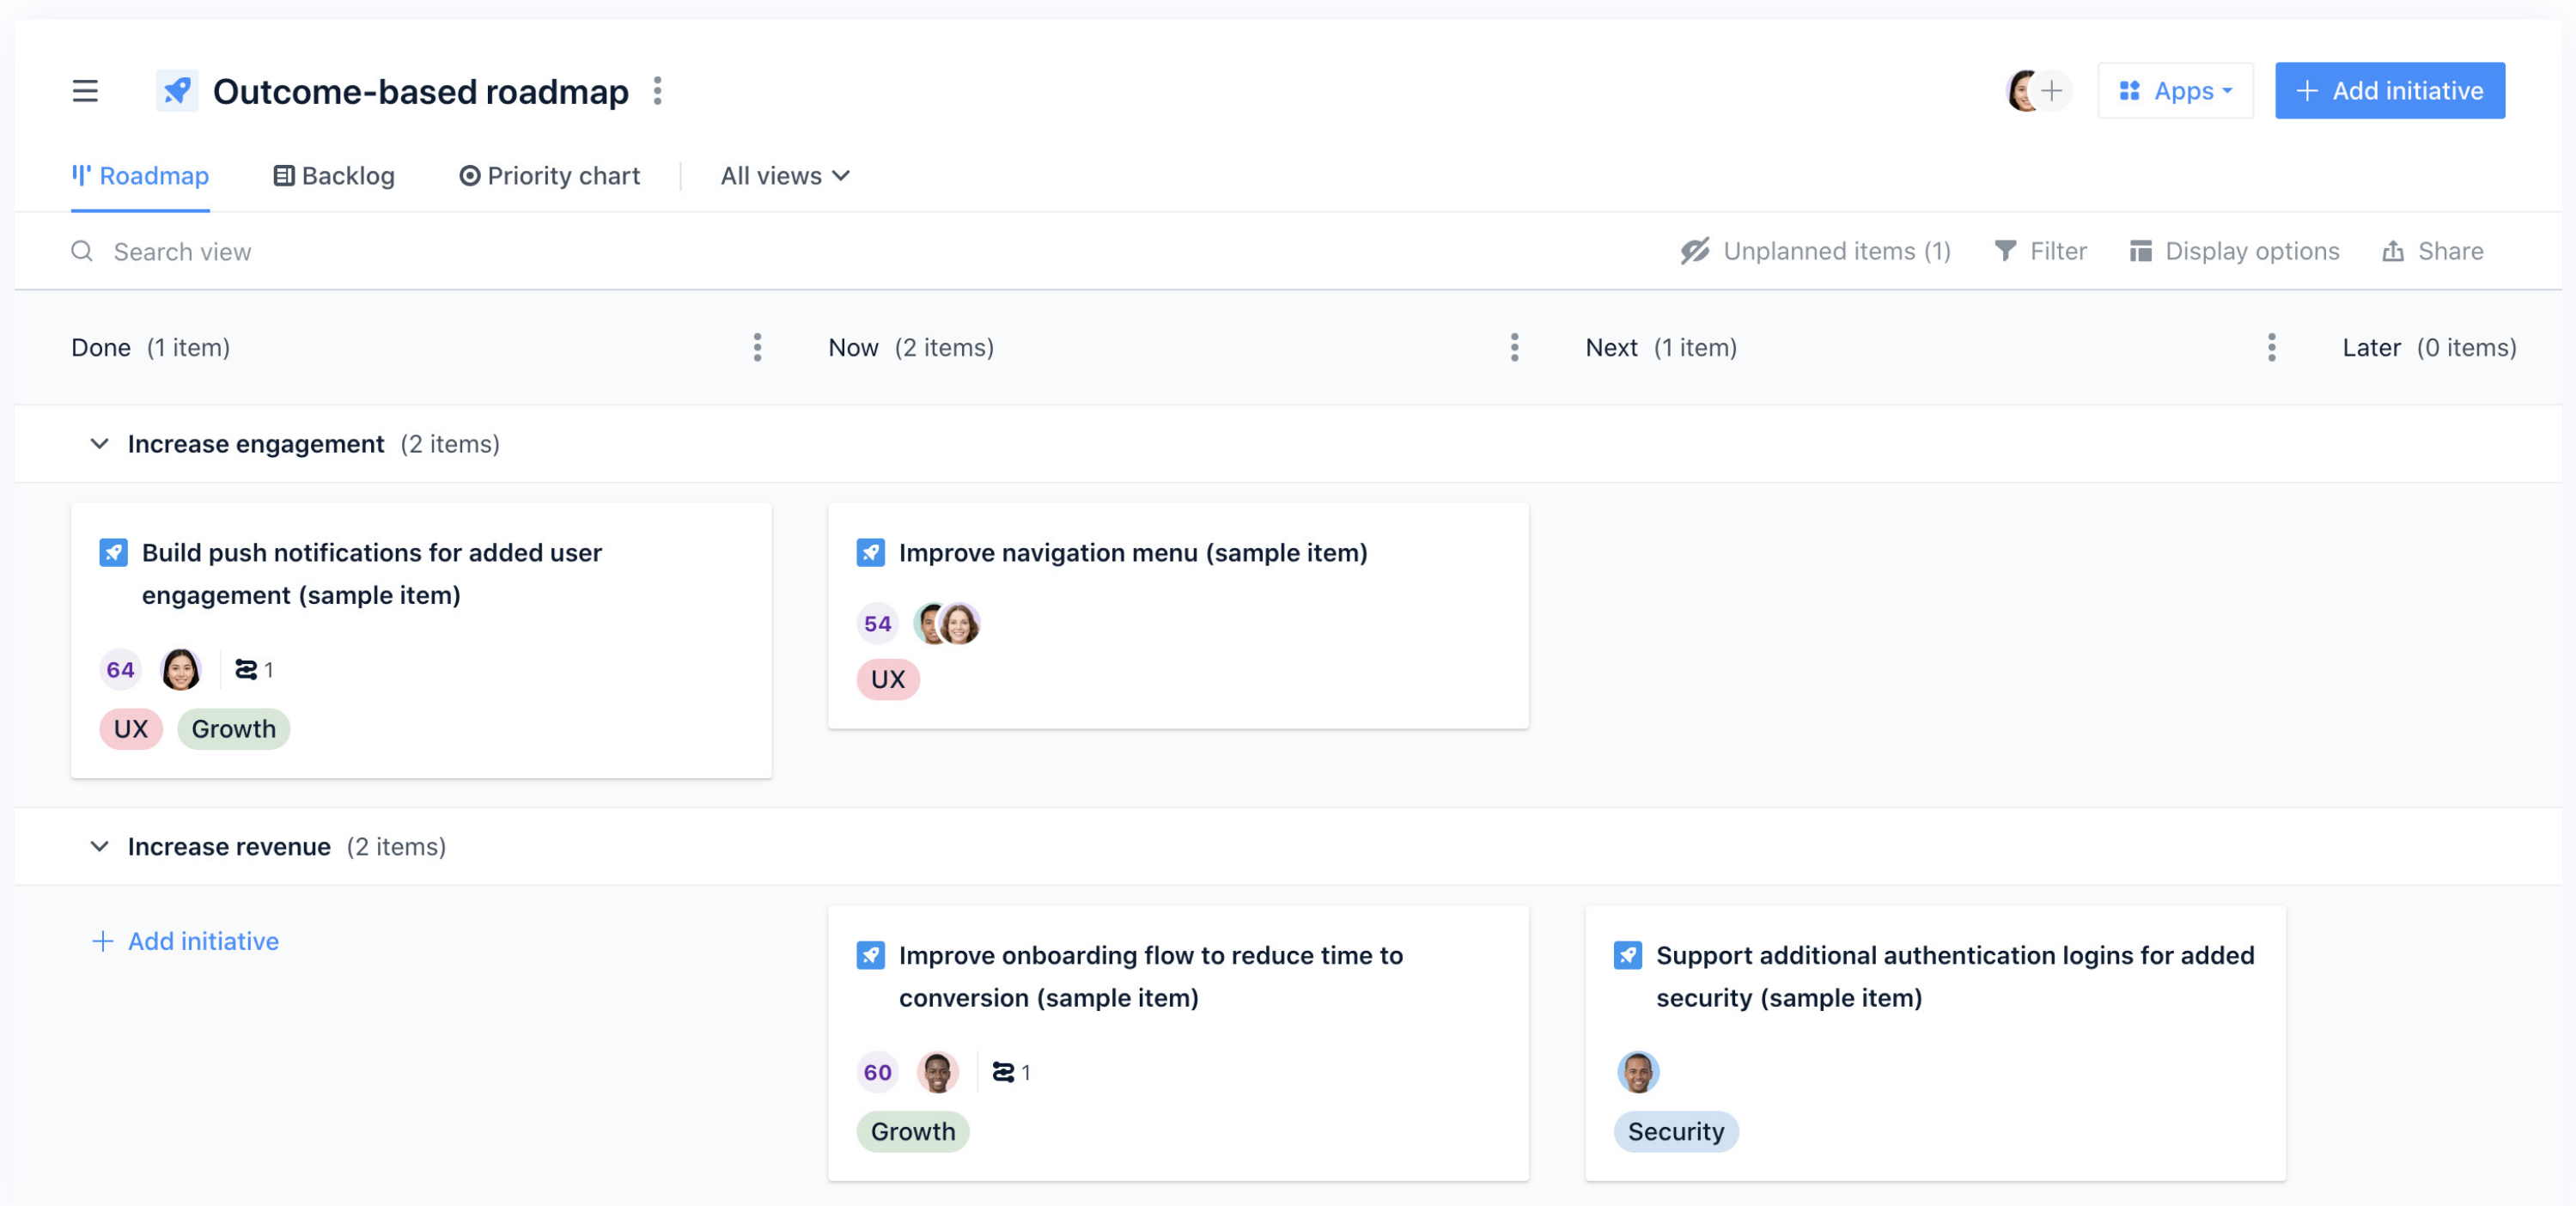 Outcome-based roadmap
Apps
Add initiative
Roadmap
Backlog
Priority chart
All views
Search view
Unplanned items (1)
Filter
Display options
Share
Done (1 item)
Now (2 items)
Next (1 item)
Later (0 items)
Increase engagement (2 items)
Build push notifications for added user
engagement (sample item)
64
1
UX
Growth
Improve navigation menu (sample item)
54
UX
Increase revenue (2 items)
Add initiative
Improve onboarding flow to reduce time to
conversion (sample item)
60
1
Growth
Support additional authentication logins for added
security (sample item)
Security